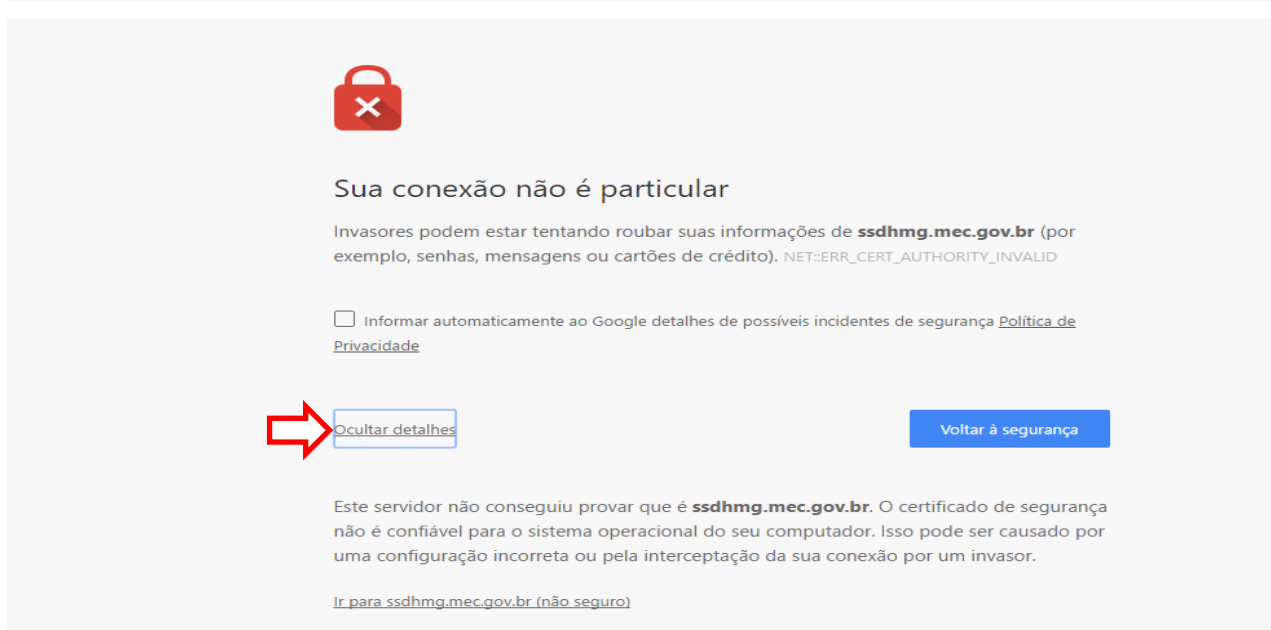 Sua conexão não é particular
Invasores podem estar tentando roubar suas informações de ssdhmg.mec.gov.br (por
exemplo, senhas, mensagens ou cartões de crédito). NET::ERR_CERT_AUTHORITY_INVALID
Informar automaticamente ao Google detalhes de possíveis incidentes de segurança Política de
Privacidade
Ocultar detalhes
Voltar à segurança
Este servidor não conseguiu provar que é ssdhmg.mec.gov.br. O certificado de segurança
não é confiável para o sistema operacional do seu computador. Isso pode ser causado por
uma configuração incorreta ou pela interceptação da sua conexão por um invasor.
Ir para ssdhmg.mec.gov.br (não seguro)